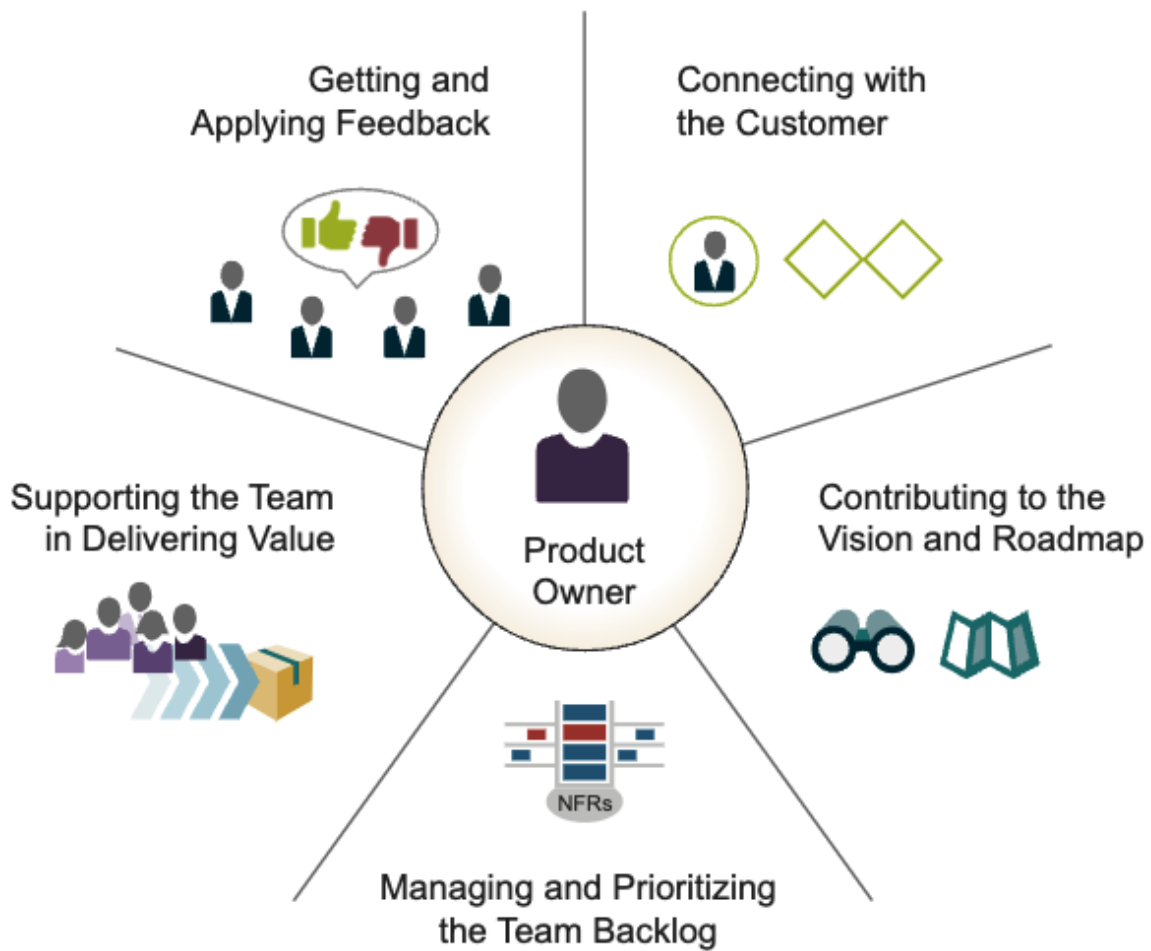 Getting and
Applying Feedback
Connecting with
the Customer
Supporting the Team
in Delivering Value
Product
Owner
Contributing to the
Vision and Roadmap
NFRs
Managing and Prioritizing
the Team Backlog